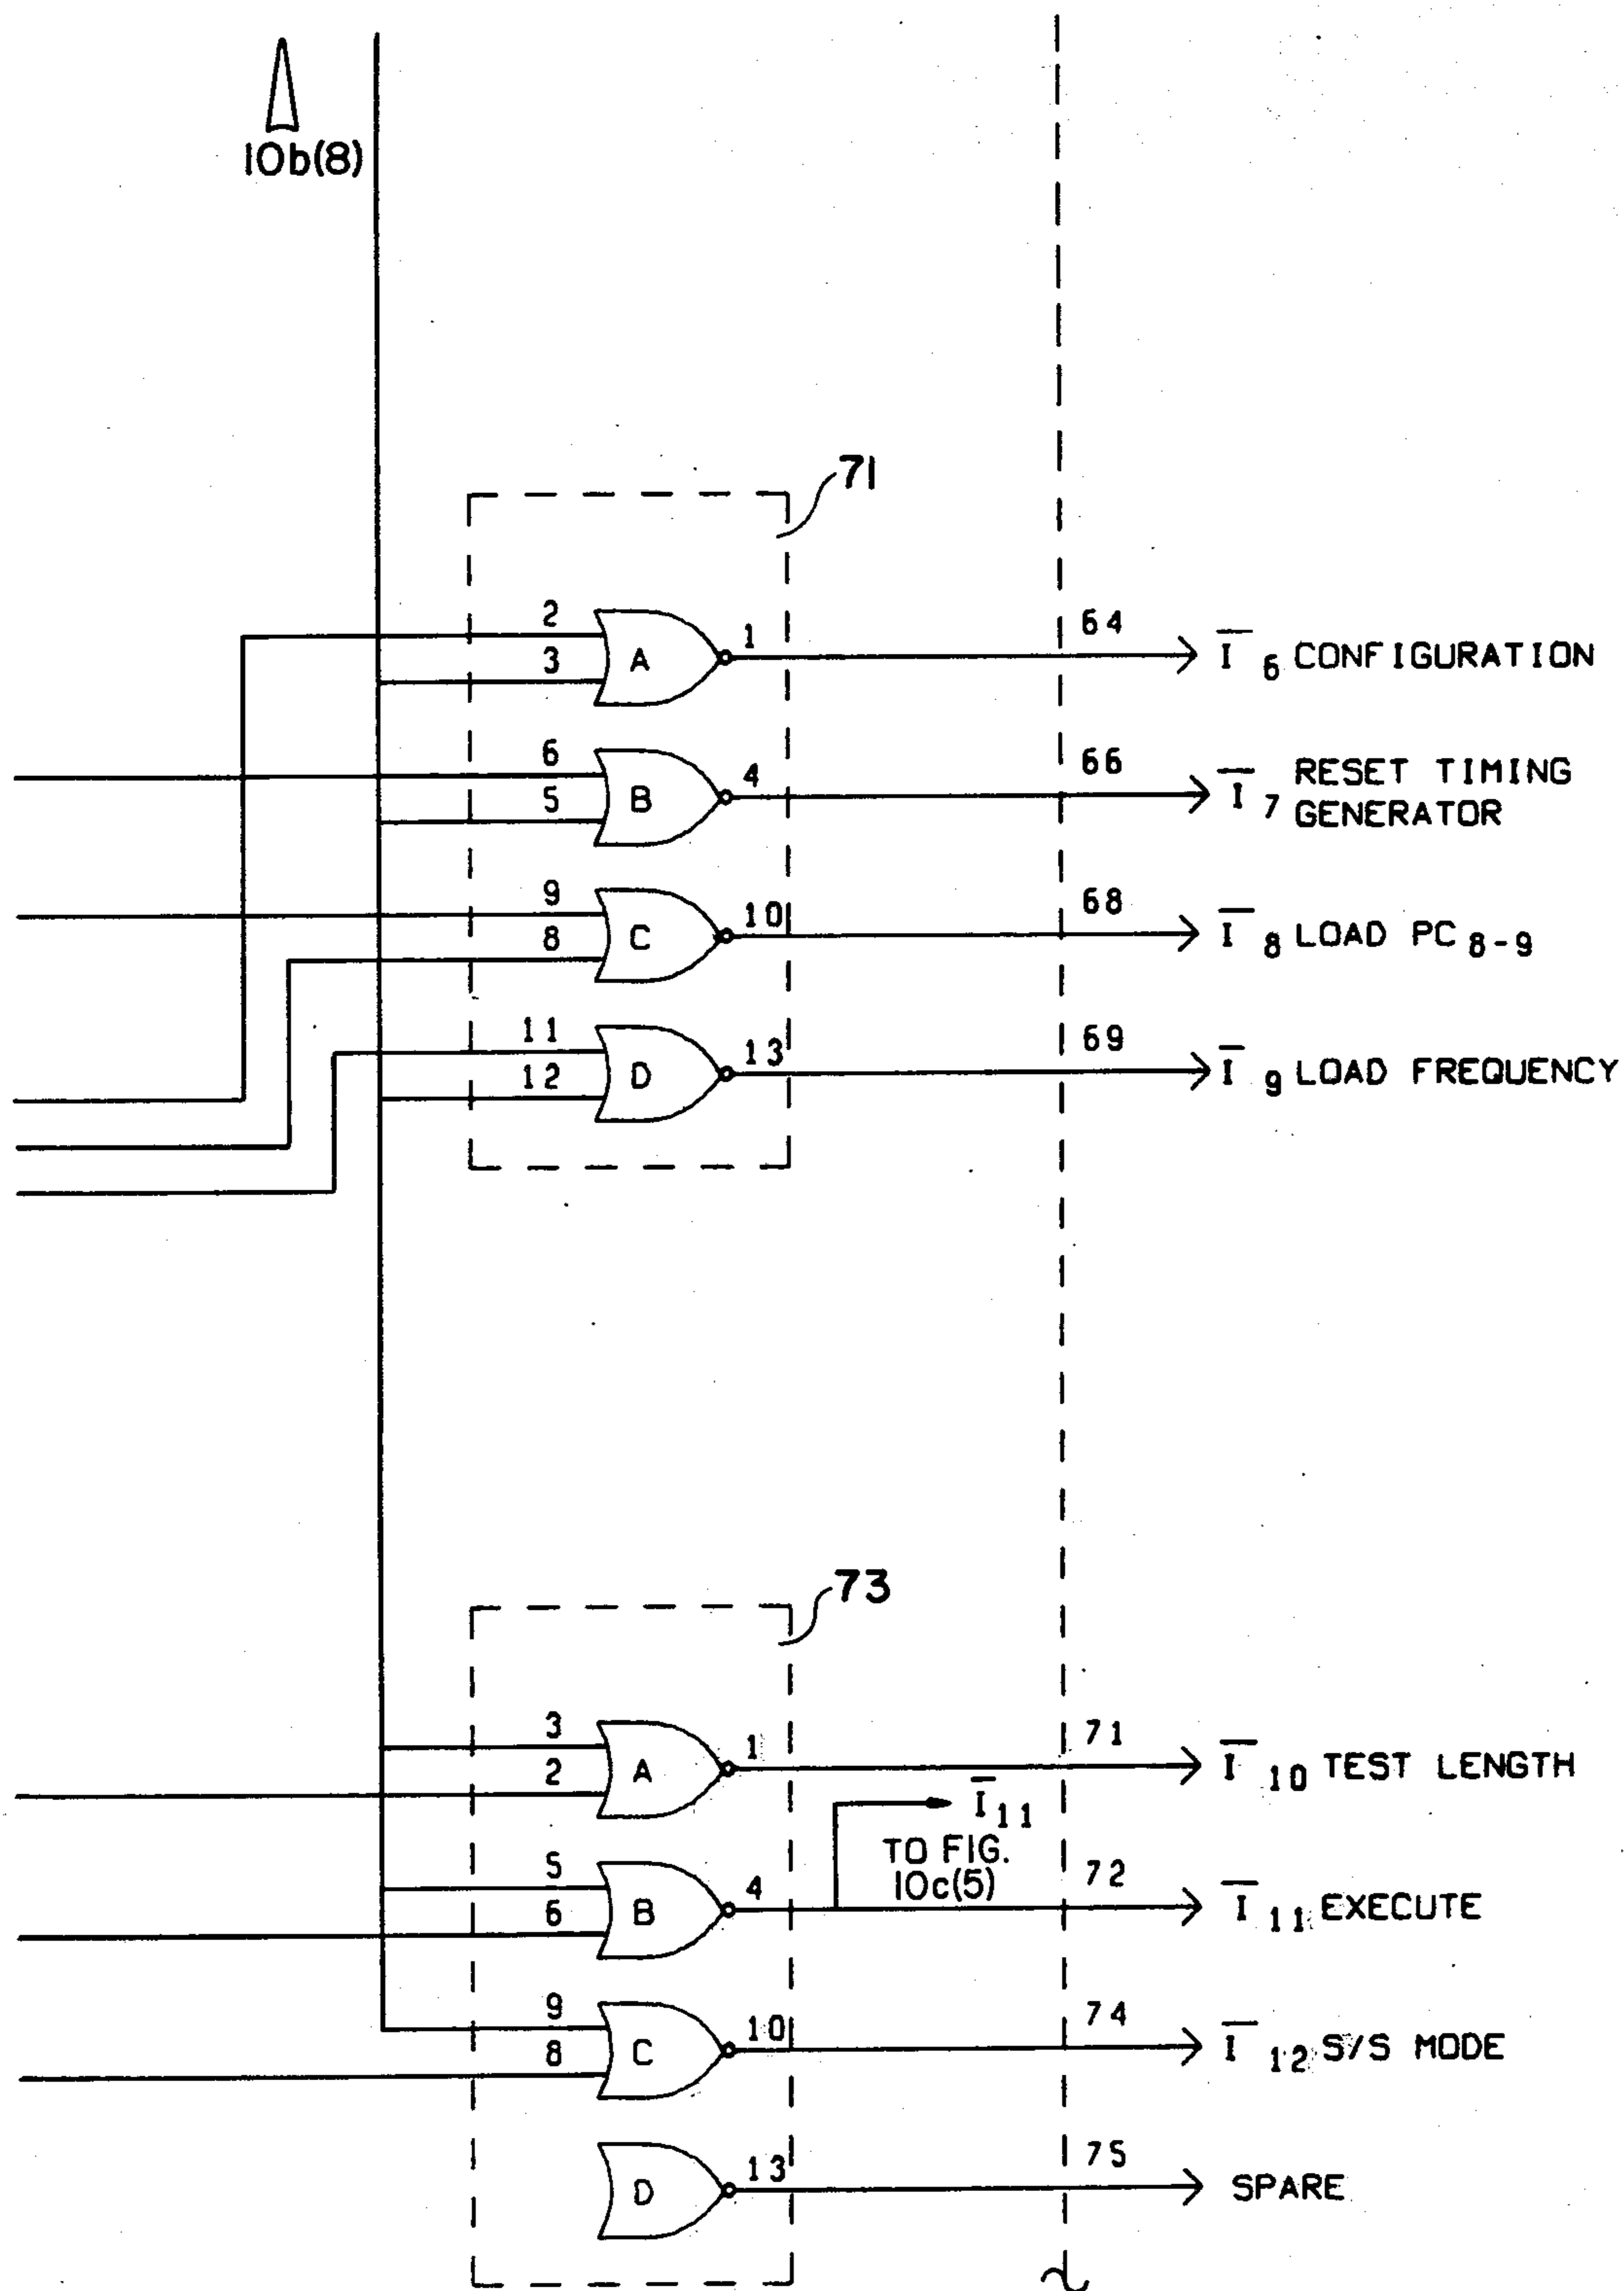 10b(8)
71
2
3
A
1
64
I̅ 6 CONFIGURATION
6
5
B
4
66
I̅ 7 RESET TIMING
GENERATOR
9
8
C
10
68
I̅ 8 LOAD PC 8-9
11
12
D
13
69
I̅ 9 LOAD FREQUENCY
73
3
2
A
1
71
I̅ 10 TEST LENGTH
I̅ 11
TO FIG.
10c(5)
5
6
B
4
72
I̅ 11 EXECUTE
9
8
C
10
74
I̅ 12 S/S MODE
D
13
75
SPARE